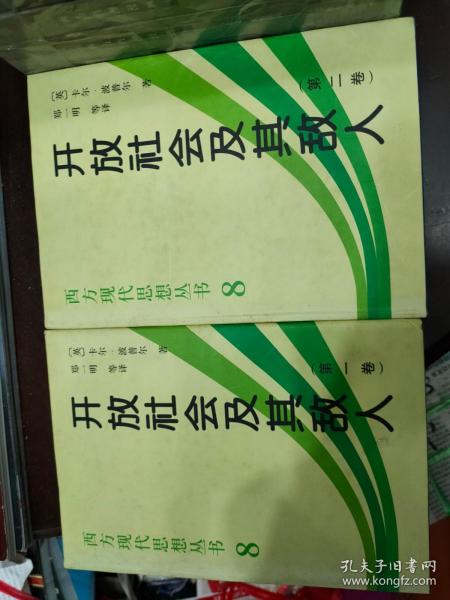 〔英〕卡尔·波普尔 著
郑一明 等译
开放社会及其敌人
(第二卷)
西方现代思想丛书 8
〔英〕卡尔·波普尔 著
郑一明 等译
开放社会及其敌人
(第一卷)
西方现代思想丛书 8
孔夫子旧书网
www.kongfz.com